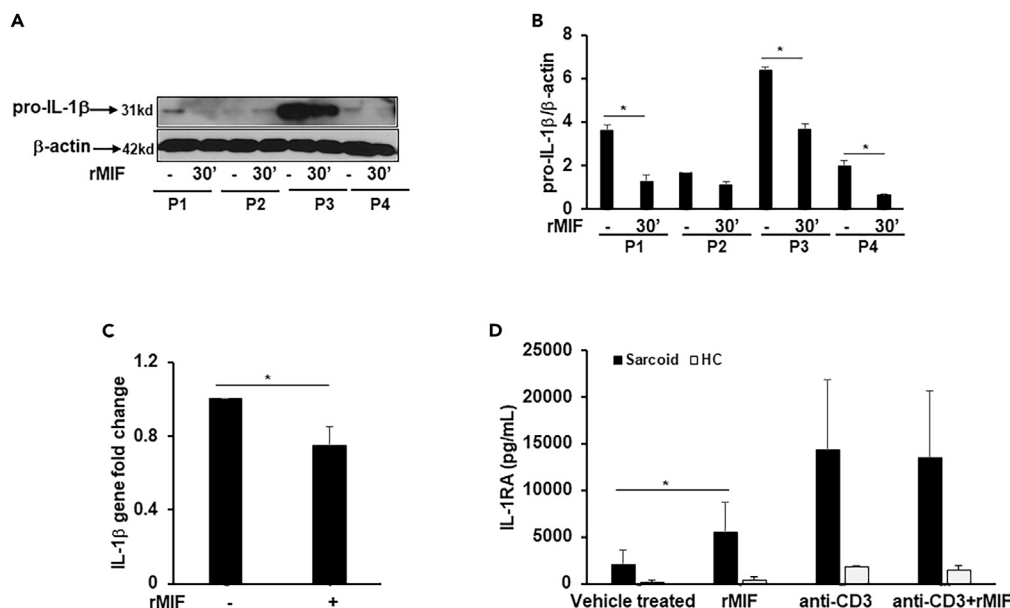 A
pro-IL-1β 31kd
β-actin 42kd
rMIF - 30' - 30' - 30' - 30'
P1 P2 P3 P4
B
pro-IL-1β/β-actin
8
6
4
2
0
* * *
rMIF - 30' - 30' - 30' - 30'
P1 P2 P3 P4
C
IL-1β gene fold change
1.2
0.8
0.4
0
*
rMIF - +
D
IL-1RA (pg/mL)
Sarcoid HC
25000
20000
15000
10000
5000
0
*
Vehicle treated rMIF anti-CD3 anti-CD3+rMIF